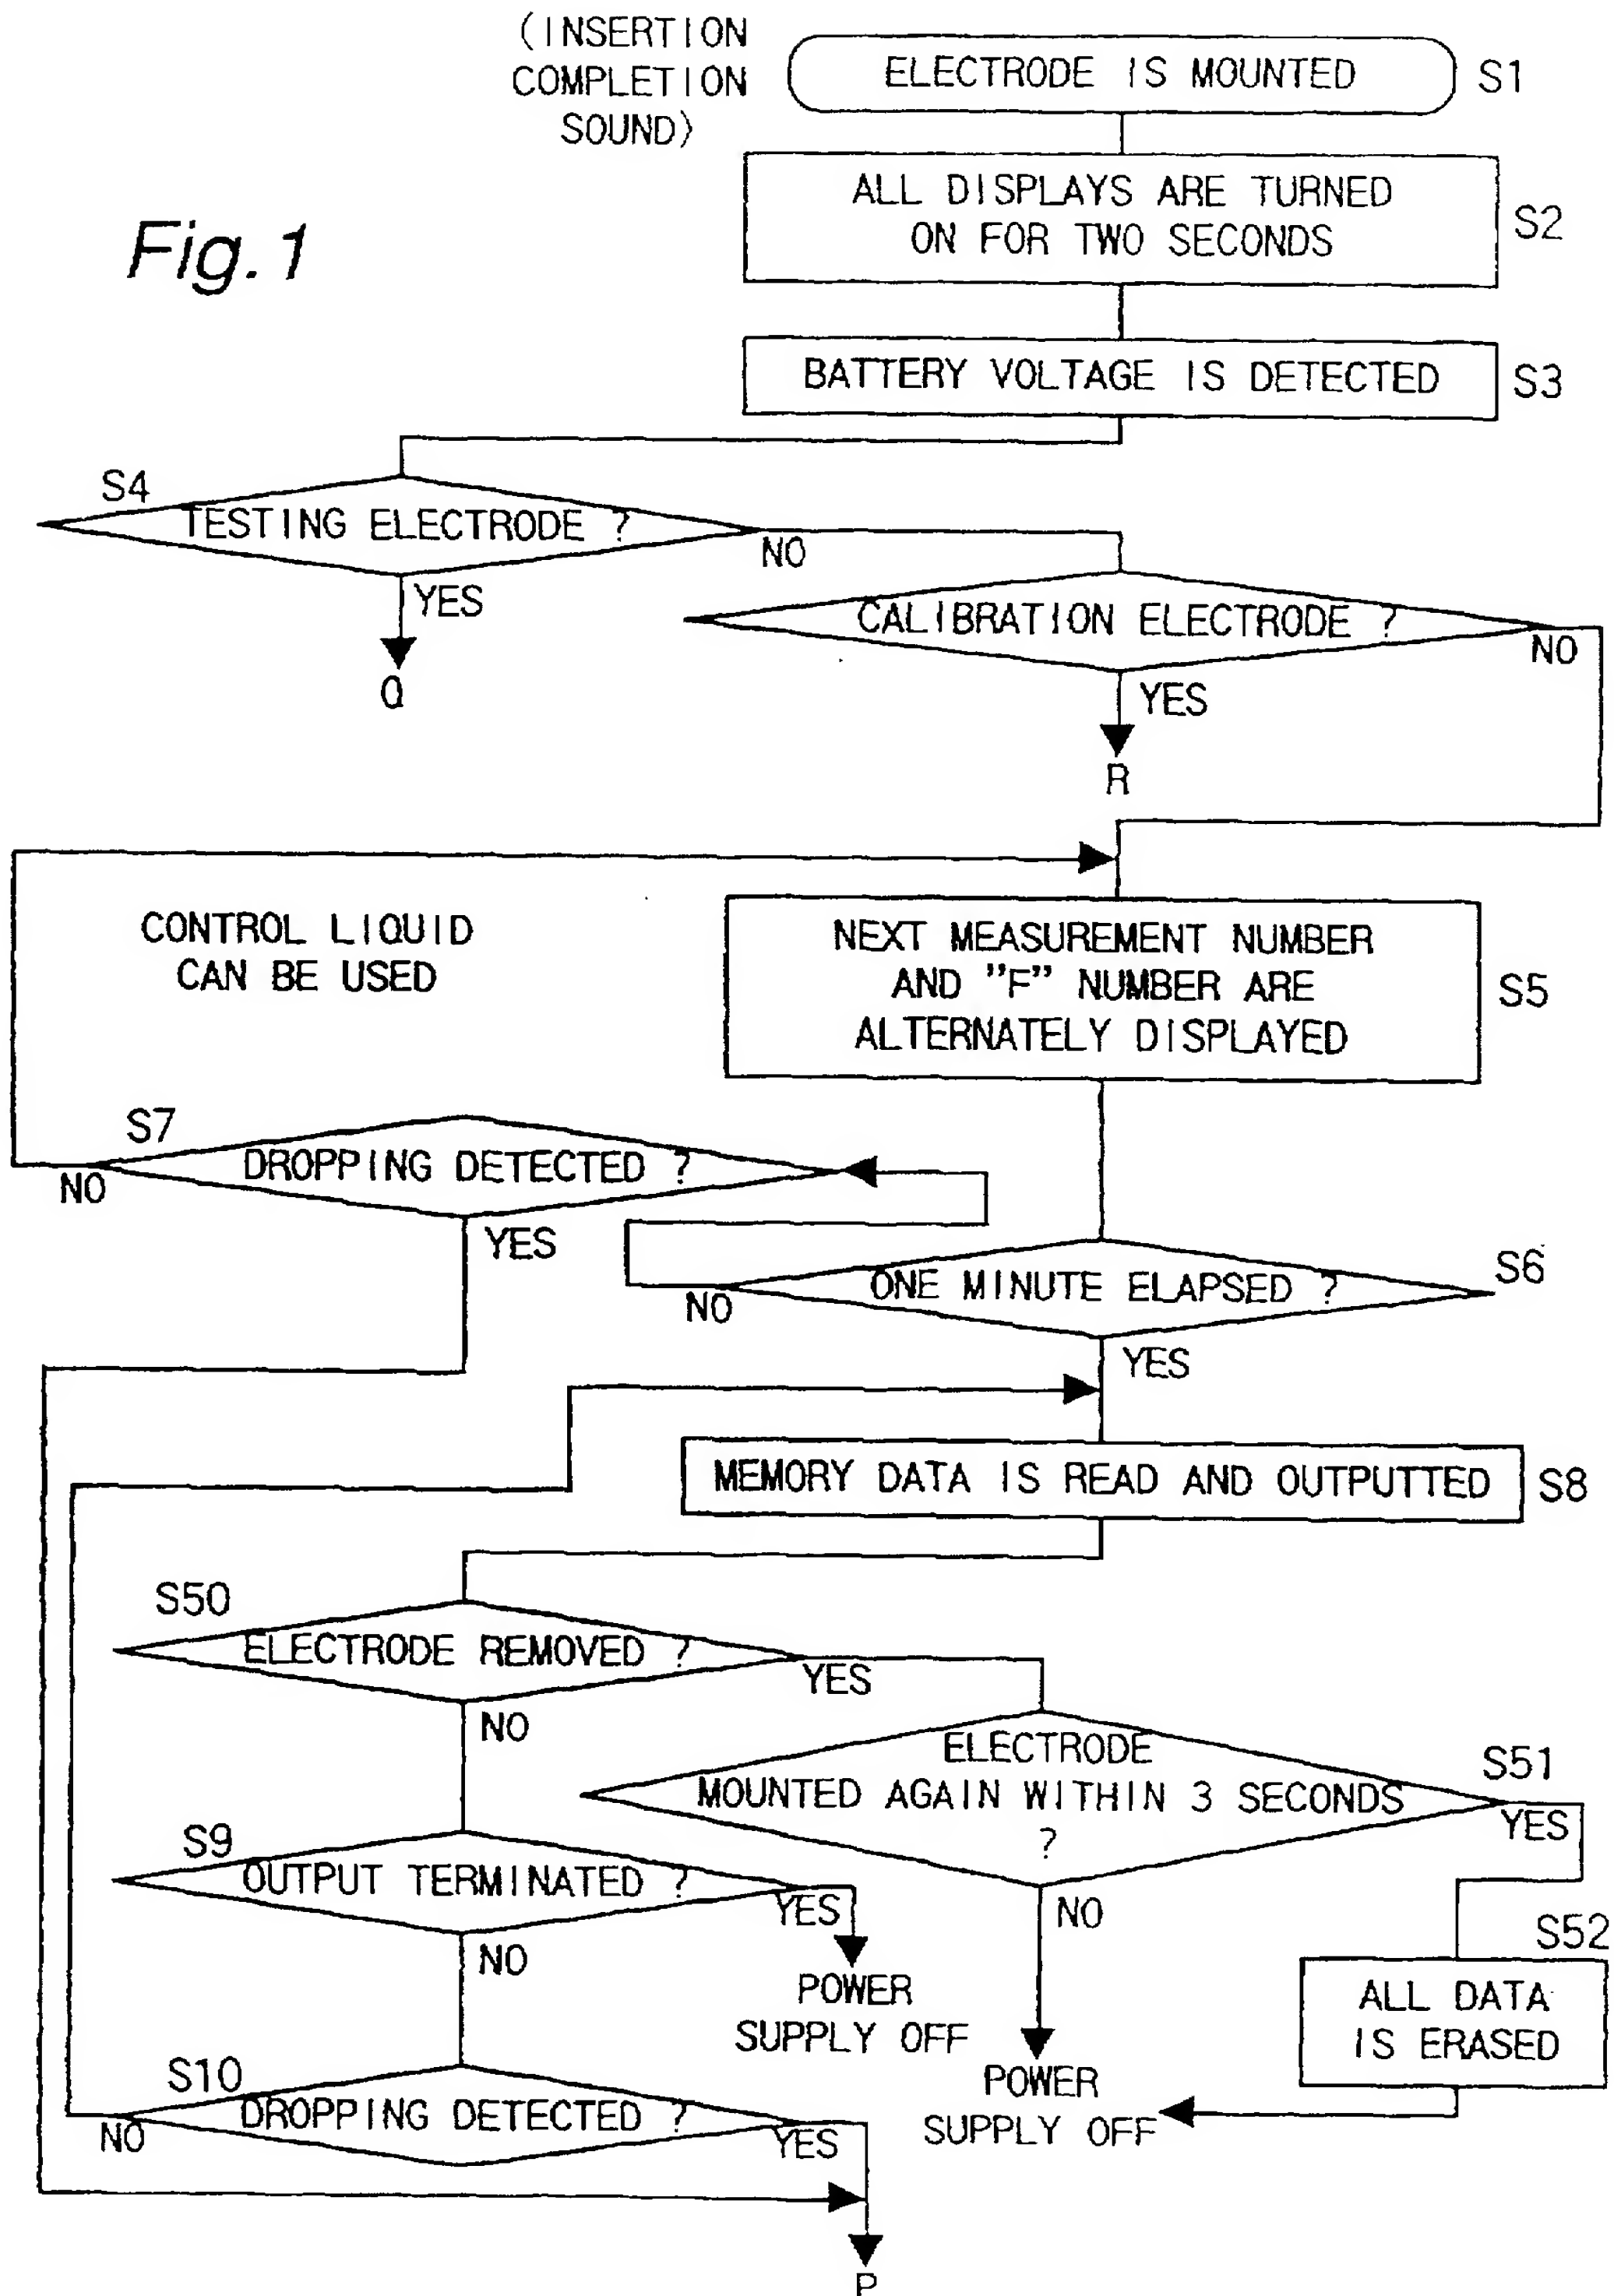 (INSERTION
COMPLETION
SOUND)
ELECTRODE IS MOUNTED
S1
ALL DISPLAYS ARE TURNED
ON FOR TWO SECONDS
S2
Fig.1
BATTERY VOLTAGE IS DETECTED
S3
S4
TESTING ELECTRODE ?
NO
YES
Q
CALIBRATION ELECTRODE ?
NO
YES
R
CONTROL LIQUID
CAN BE USED
NEXT MEASUREMENT NUMBER
AND "F" NUMBER ARE
ALTERNATELY DISPLAYED
S5
S7
DROPPING DETECTED ?
NO
YES
ONE MINUTE ELAPSED ?
S6
NO
YES
MEMORY DATA IS READ AND OUTPUTTED
S8
S50
ELECTRODE REMOVED ?
YES
NO
ELECTRODE
MOUNTED AGAIN WITHIN 3 SECONDS
?
S51
YES
NO
S9
OUTPUT TERMINATED ?
YES
NO
POWER
SUPPLY OFF
S52
ALL DATA
IS ERASED
POWER
SUPPLY OFF
S10
DROPPING DETECTED ?
NO
YES
P